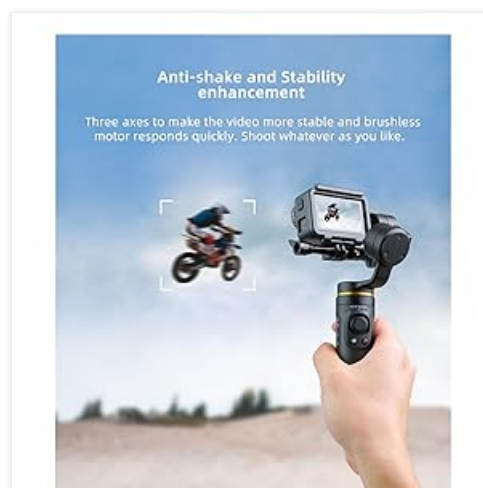 Anti-shake and Stability
enhancement
Three axes to make the video more stable and brushless
motor responds quickly. Shoot whatever as you like.